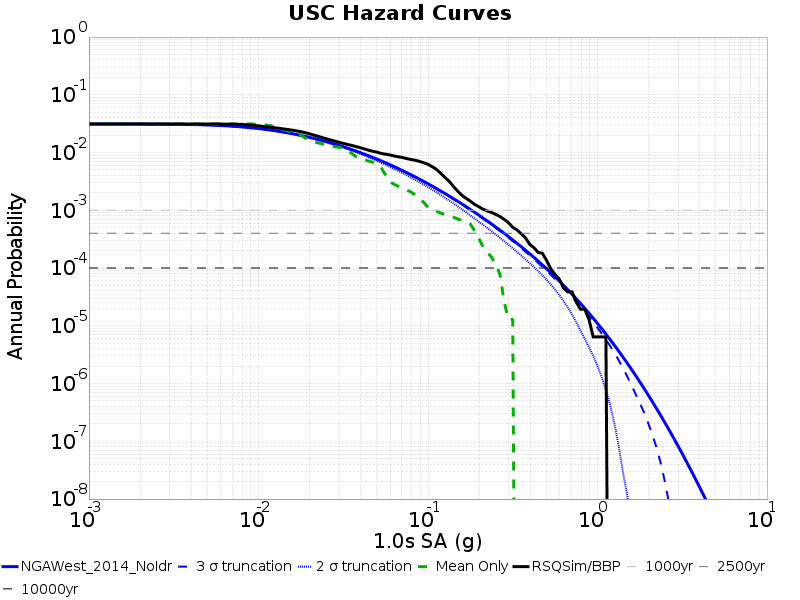 USC Hazard Curves
Annual Probability
10^0
10^-1
10^-2
10^-3
10^-4
10^-5
10^-6
10^-7
10^-8
10^-3 10^-2 10^-1 10^0 10^1
1.0s SA (g)
NGAWest_2014_NoIdr 3 σ truncation 2 σ truncation Mean Only RSQSim/BBP 1000yr 2500yr
10000yr